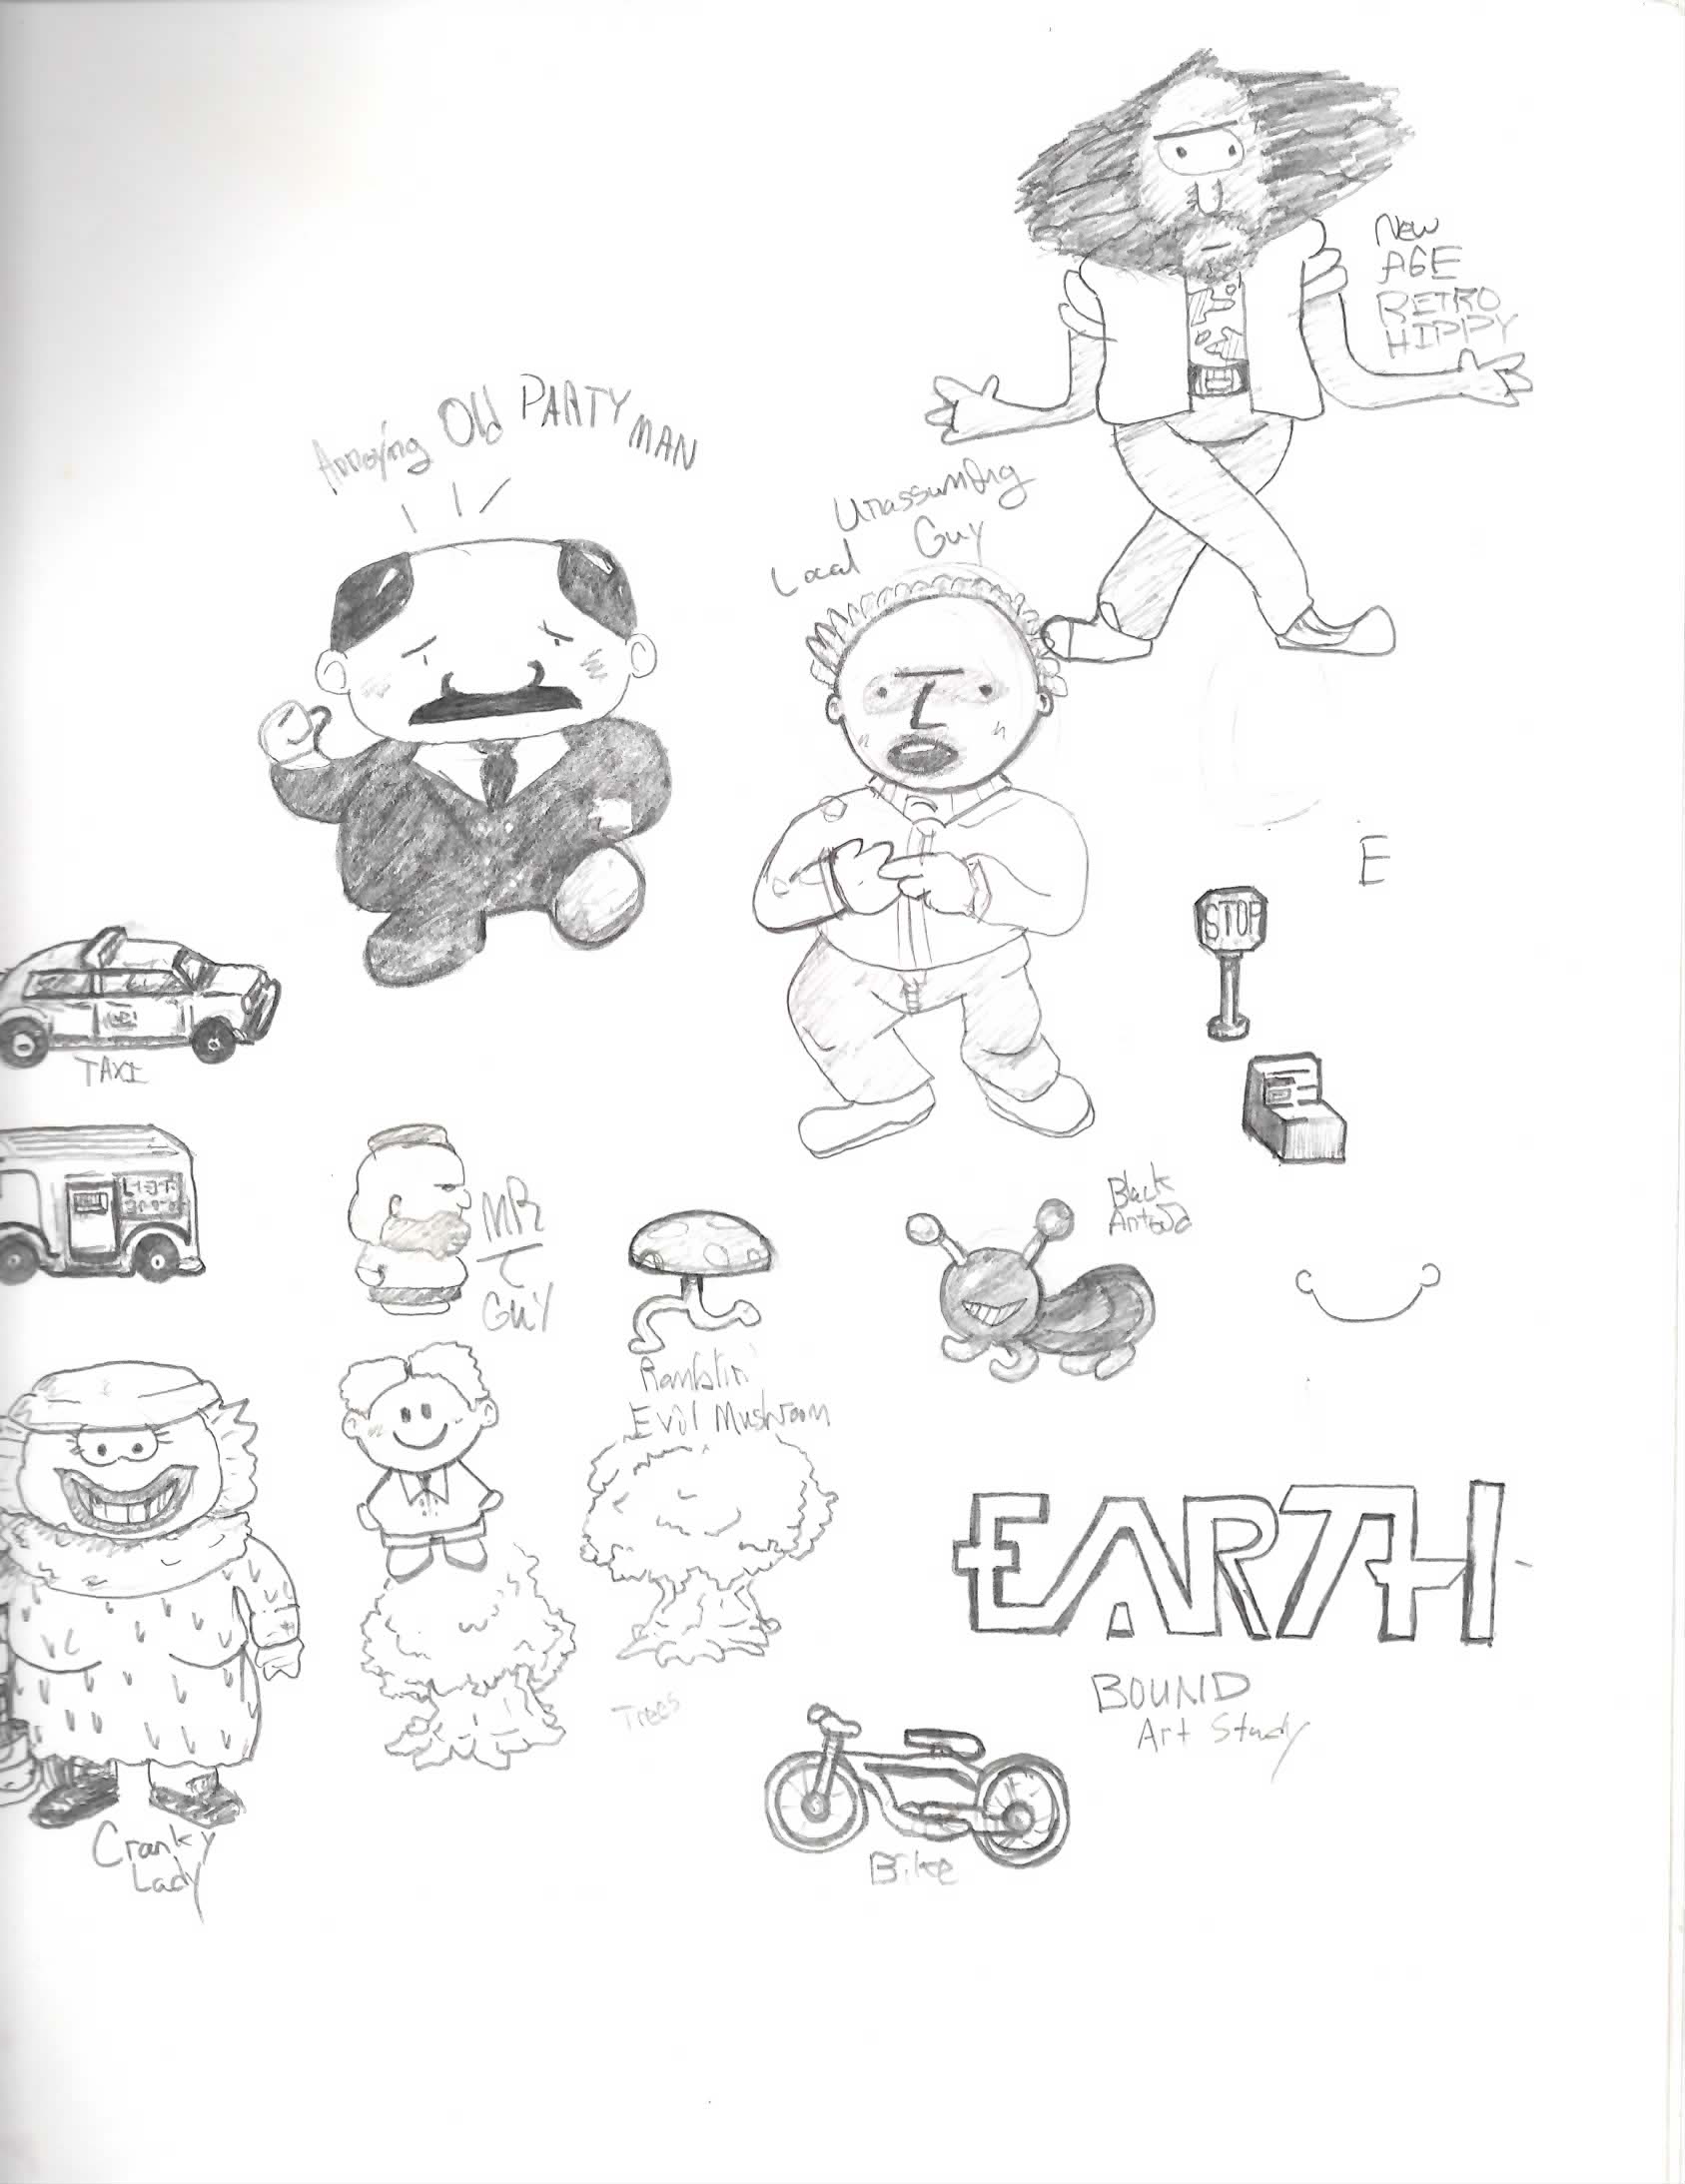 NEW
AGE
RETRO
HIPPY
Annoying Old PARTY MAN
Unassuming
Local Guy
E
STOP
TAXI
MR
T
GUY
Black
Antoid
Ramblin'
Evil Mushroom
EARTH
BOUND
Art Study
Trees
Bike
Cranky
Lady